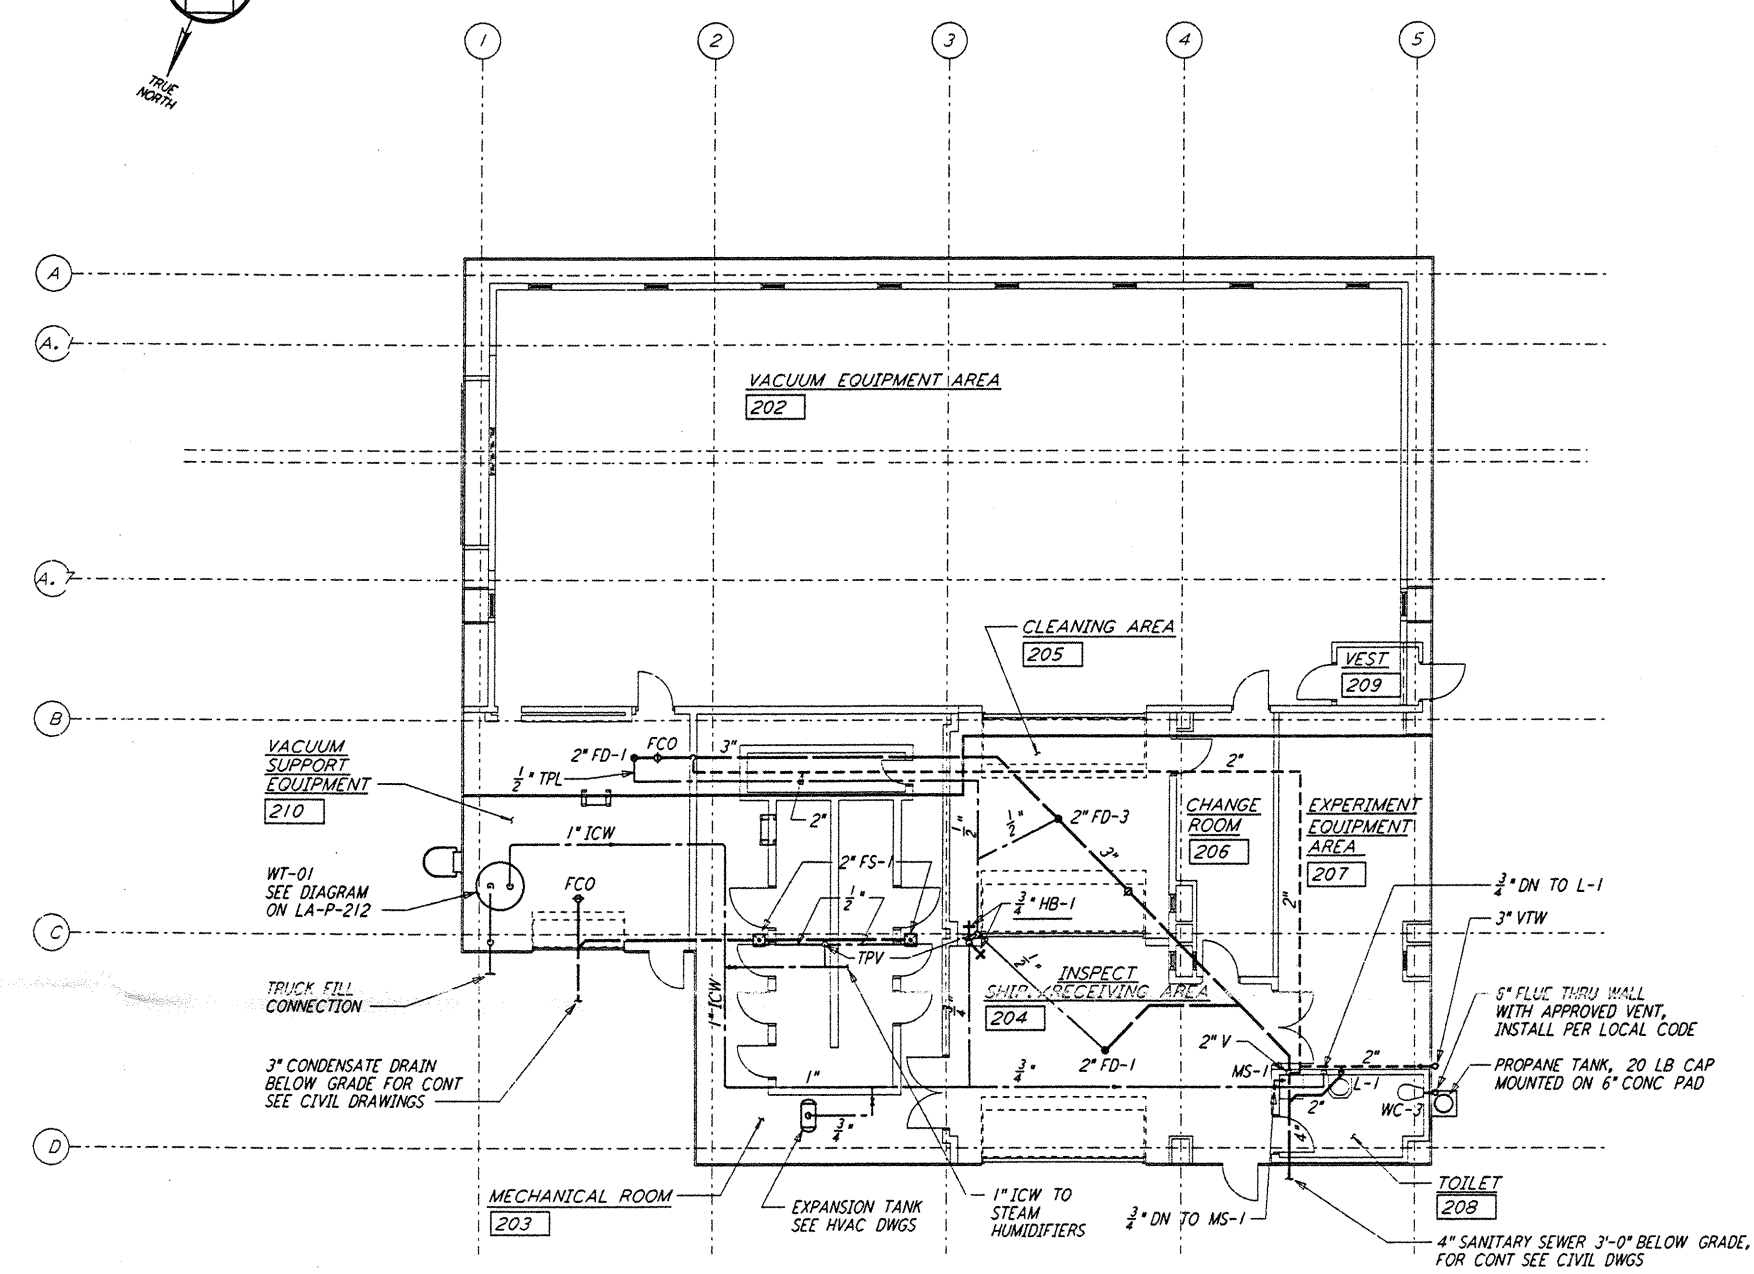 TRUE
NORTH
1
2
3
4
5
A
A.
A. 7
B
C
D
VACUUM EQUIPMENT AREA
202
CLEANING AREA
205
VEST
209
VACUUM
SUPPORT
EQUIPMENT
210
2" FD-1
FCO
3"
1/2" TPL
2"
2"
1" ICW
1/2"
1/2"
2" FD-3
3"
CHANGE
ROOM
206
EXPERIMENT
EQUIPMENT
AREA
207
WT-01
SEE DIAGRAM
ON LA-P-212
FCO
2" FS-1
1/2"
3/4" HB-1
2"
3/4" DN TO L-1
3" VTW
TPV
TRUCK FILL
CONNECTION
1" ICW
INSPECT
SHIP. / RECEIVING AREA
204
6" FLUE THRU WALL
WITH APPROVED VENT,
INSTALL PER LOCAL CODE
3" CONDENSATE DRAIN
BELOW GRADE FOR CONT
SEE CIVIL DRAWINGS
1"
3/4"
3/4"
3/4"
2" FD-1
2" V
MS-1
2"
L-1
2"
WC-3
4"
PROPANE TANK, 20 LB CAP
MOUNTED ON 6" CONC PAD
MECHANICAL ROOM
203
EXPANSION TANK
SEE HVAC DWGS
1" ICW TO
STEAM
HUMIDIFIERS
3/4" DN TO MS-1
TOILET
208
4" SANITARY SEWER 3'-0" BELOW GRADE,
FOR CONT SEE CIVIL DWGS